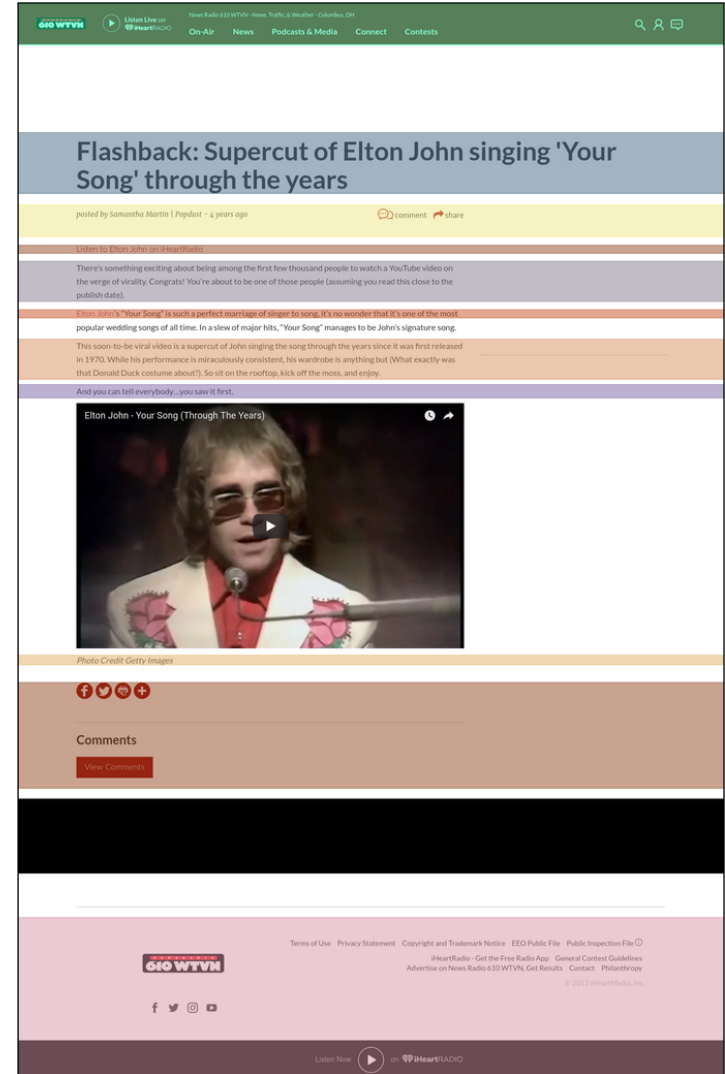 610 WTVN
Listen Live on
iHeartRADIO
News Radio 610 WTVN - News, Traffic, & Weather - Columbus, OH
On-Air News Podcasts & Media Connect Contests
Flashback: Supercut of Elton John singing 'Your
Song' through the years
posted by Samantha Martin | Popdust - 4 years ago
comment share
Listen to Elton John on iHeartRadio
There's something exciting about being among the first few thousand people to watch a YouTube video on
the verge of virality. Congrats! You're about to be one of those people (assuming you read this close to the
publish date).
Elton John's "Your Song" is such a perfect marriage of singer to song, it's no wonder that it's one of the most
popular wedding songs of all time. In a slew of major hits, "Your Song" manages to be John's signature song.
This soon-to-be viral video is a supercut of John singing the song through the years since it was first released
in 1970. While his performance is miraculously consistent, his wardrobe is anything but (What exactly was
that Donald Duck costume about?). So sit on the rooftop, kick off the moss, and enjoy.
And you can tell everybody...you saw it first.
Elton John - Your Song (Through The Years)
Photo Credit Getty Images
Comments
View Comments
610 WTVN
Terms of Use Privacy Statement Copyright and Trademark Notice EEO Public File Public Inspection File
iHeartRadio - Get the Free Radio App General Contest Guidelines
Advertise on News Radio 610 WTVN, Get Results Contact Philanthropy
© 2017 iHeartMedia, Inc.
Listen Now on iHeartRADIO